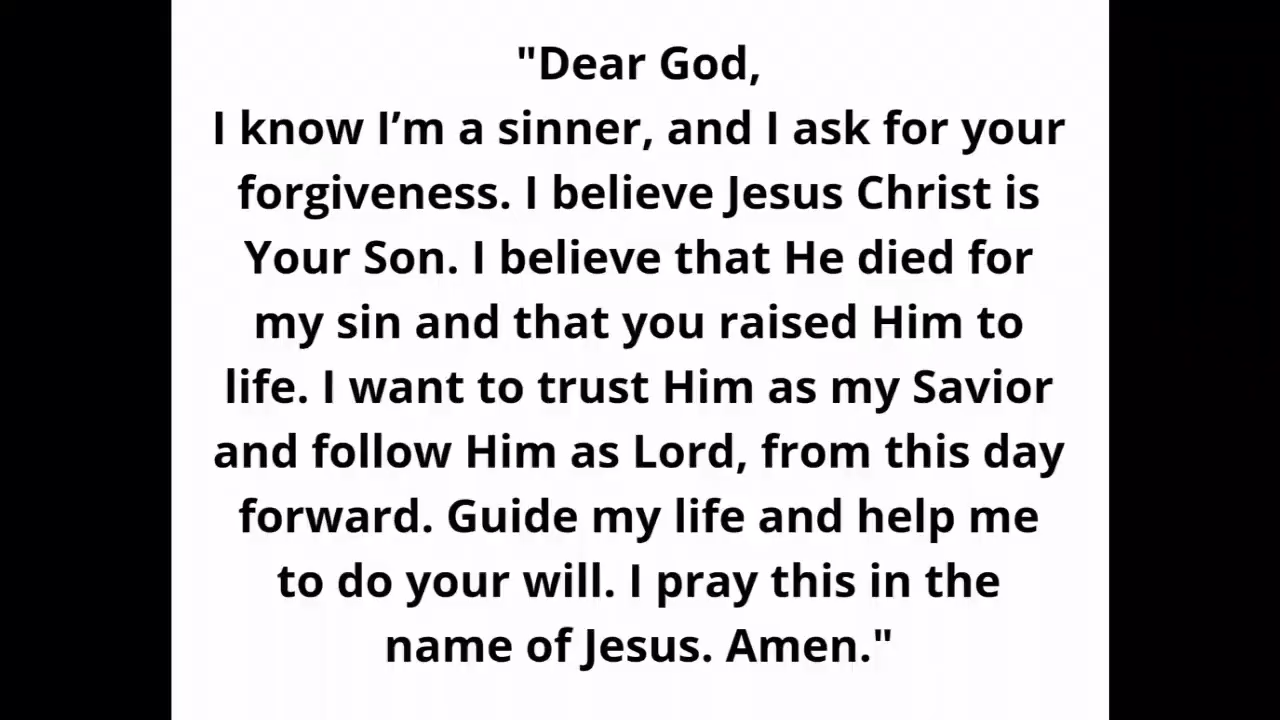 "Dear God,
I know I’m a sinner, and I ask for your
forgiveness. I believe Jesus Christ is
Your Son. I believe that He died for
my sin and that you raised Him to
life. I want to trust Him as my Savior
and follow Him as Lord, from this day
forward. Guide my life and help me
to do your will. I pray this in the
name of Jesus. Amen."